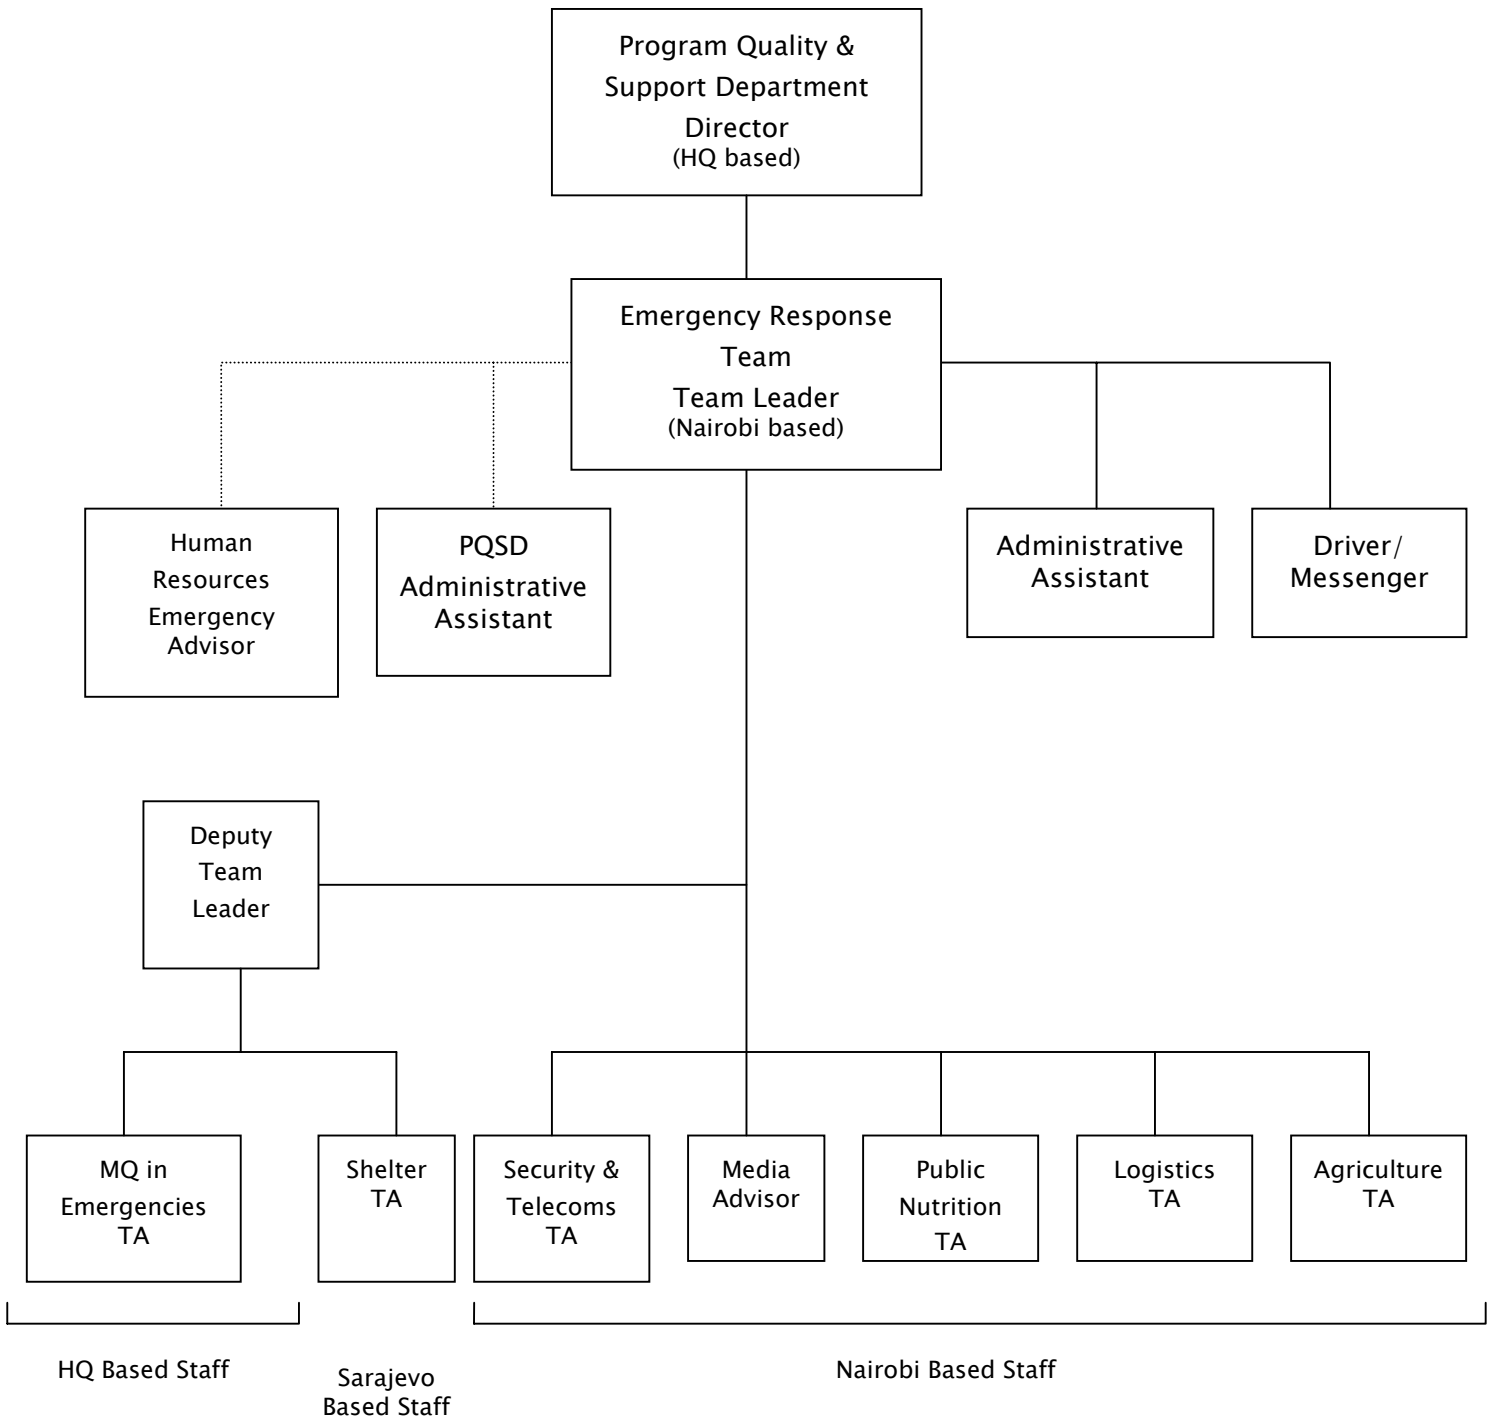 Program Quality &
Support Department
Director
(HQ based)
Emergency Response
Team
Team Leader
(Nairobi based)
Human
Resources
Emergency
Advisor
PQSD
Administrative
Assistant
Administrative
Assistant
Driver/
Messenger
Deputy
Team
Leader
MQ in
Emergencies
TA
Shelter
TA
Security &
Telecoms
TA
Media
Advisor
Public
Nutrition
TA
Logistics
TA
Agriculture
TA
HQ Based Staff
Sarajevo
Based Staff
Nairobi Based Staff